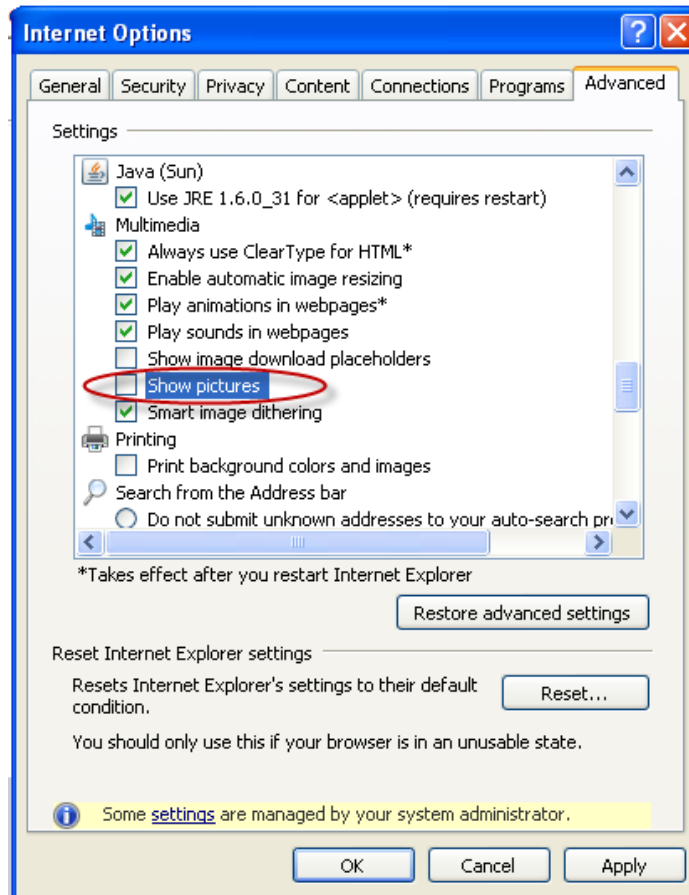 Internet Options
General Security Privacy Content Connections Programs Advanced
Settings
Java (Sun)
Use JRE 1.6.0_31 for <applet> (requires restart)
Multimedia
Always use ClearType for HTML*
Enable automatic image resizing
Play animations in webpages*
Play sounds in webpages
Show image download placeholders
Show pictures
Smart image dithering
Printing
Print background colors and images
Search from the Address bar
Do not submit unknown addresses to your auto-search pr
*Takes effect after you restart Internet Explorer
Restore advanced settings
Reset Internet Explorer settings
Resets Internet Explorer's settings to their default
condition.
Reset...
You should only use this if your browser is in an unusable state.
Some settings are managed by your system administrator.
OK Cancel Apply